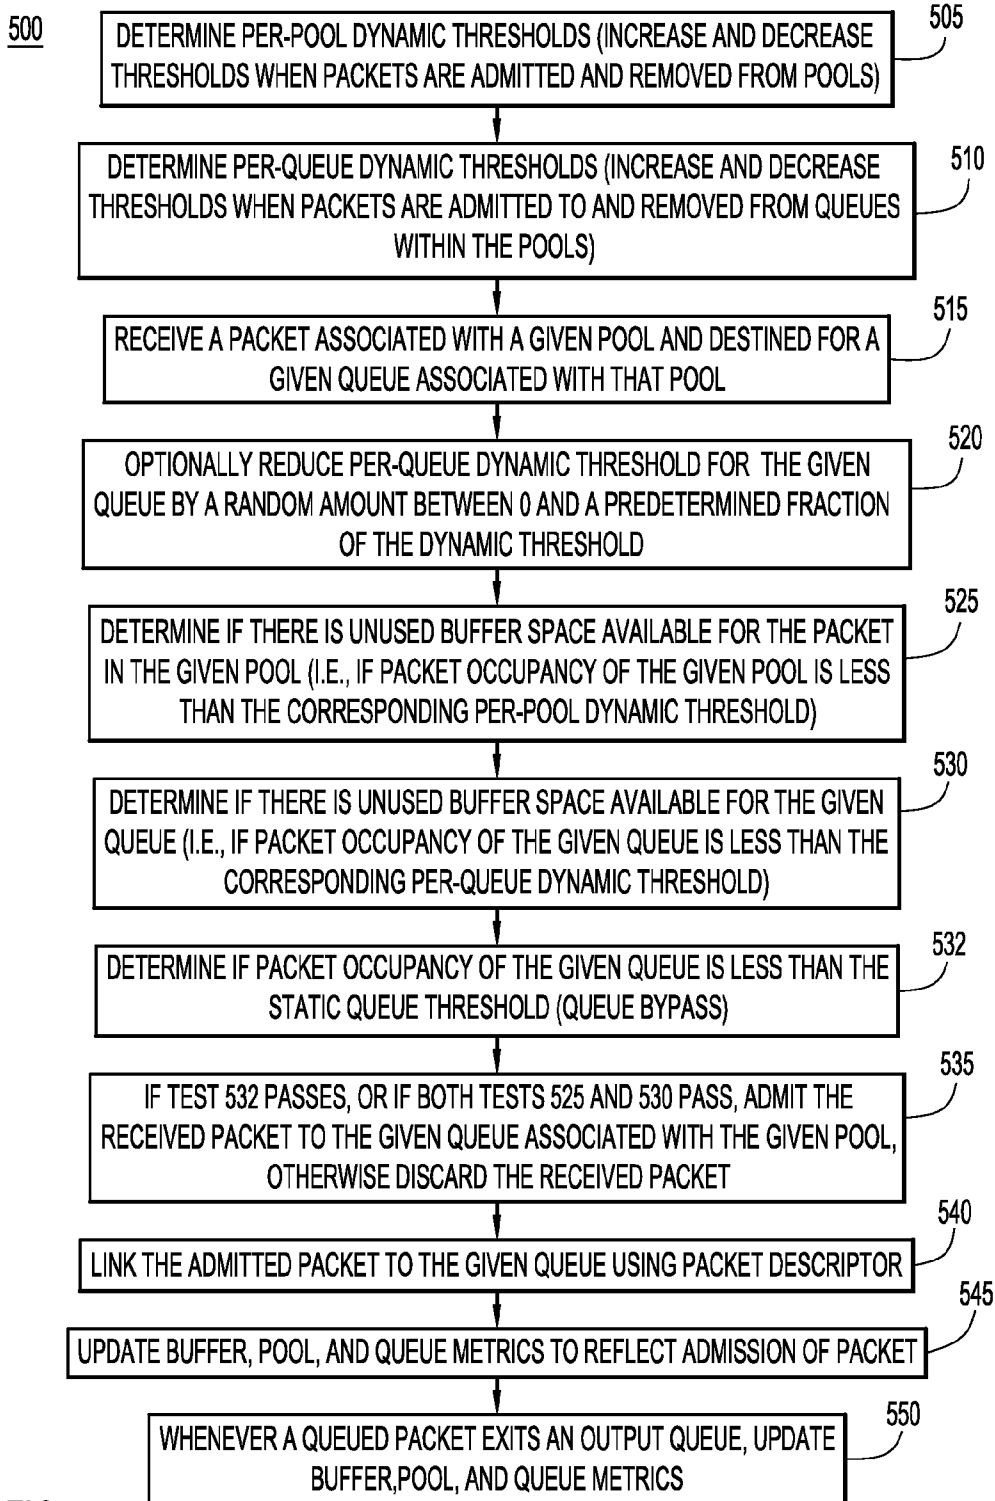 500
DETERMINE PER-POOL DYNAMIC THRESHOLDS (INCREASE AND DECREASE
THRESHOLDS WHEN PACKETS ARE ADMITTED AND REMOVED FROM POOLS)
505
DETERMINE PER-QUEUE DYNAMIC THRESHOLDS (INCREASE AND DECREASE
THRESHOLDS WHEN PACKETS ARE ADMITTED TO AND REMOVED FROM QUEUES
WITHIN THE POOLS)
510
RECEIVE A PACKET ASSOCIATED WITH A GIVEN POOL AND DESTINED FOR A
GIVEN QUEUE ASSOCIATED WITH THAT POOL
515
OPTIONALLY REDUCE PER-QUEUE DYNAMIC THRESHOLD FOR THE GIVEN
QUEUE BY A RANDOM AMOUNT BETWEEN 0 AND A PREDETERMINED FRACTION
OF THE DYNAMIC THRESHOLD
520
DETERMINE IF THERE IS UNUSED BUFFER SPACE AVAILABLE FOR THE PACKET
IN THE GIVEN POOL (I.E., IF PACKET OCCUPANCY OF THE GIVEN POOL IS LESS
THAN THE CORRESPONDING PER-POOL DYNAMIC THRESHOLD)
525
DETERMINE IF THERE IS UNUSED BUFFER SPACE AVAILABLE FOR THE GIVEN
QUEUE (I.E., IF PACKET OCCUPANCY OF THE GIVEN QUEUE IS LESS THAN THE
CORRESPONDING PER-QUEUE DYNAMIC THRESHOLD)
530
DETERMINE IF PACKET OCCUPANCY OF THE GIVEN QUEUE IS LESS THAN THE
STATIC QUEUE THRESHOLD (QUEUE BYPASS)
532
IF TEST 532 PASSES, OR IF BOTH TESTS 525 AND 530 PASS, ADMIT THE
RECEIVED PACKET TO THE GIVEN QUEUE ASSOCIATED WITH THE GIVEN POOL,
OTHERWISE DISCARD THE RECEIVED PACKET
535
LINK THE ADMITTED PACKET TO THE GIVEN QUEUE USING PACKET DESCRIPTOR
540
UPDATE BUFFER, POOL, AND QUEUE METRICS TO REFLECT ADMISSION OF PACKET
545
WHENEVER A QUEUED PACKET EXITS AN OUTPUT QUEUE, UPDATE
BUFFER,POOL, AND QUEUE METRICS
550